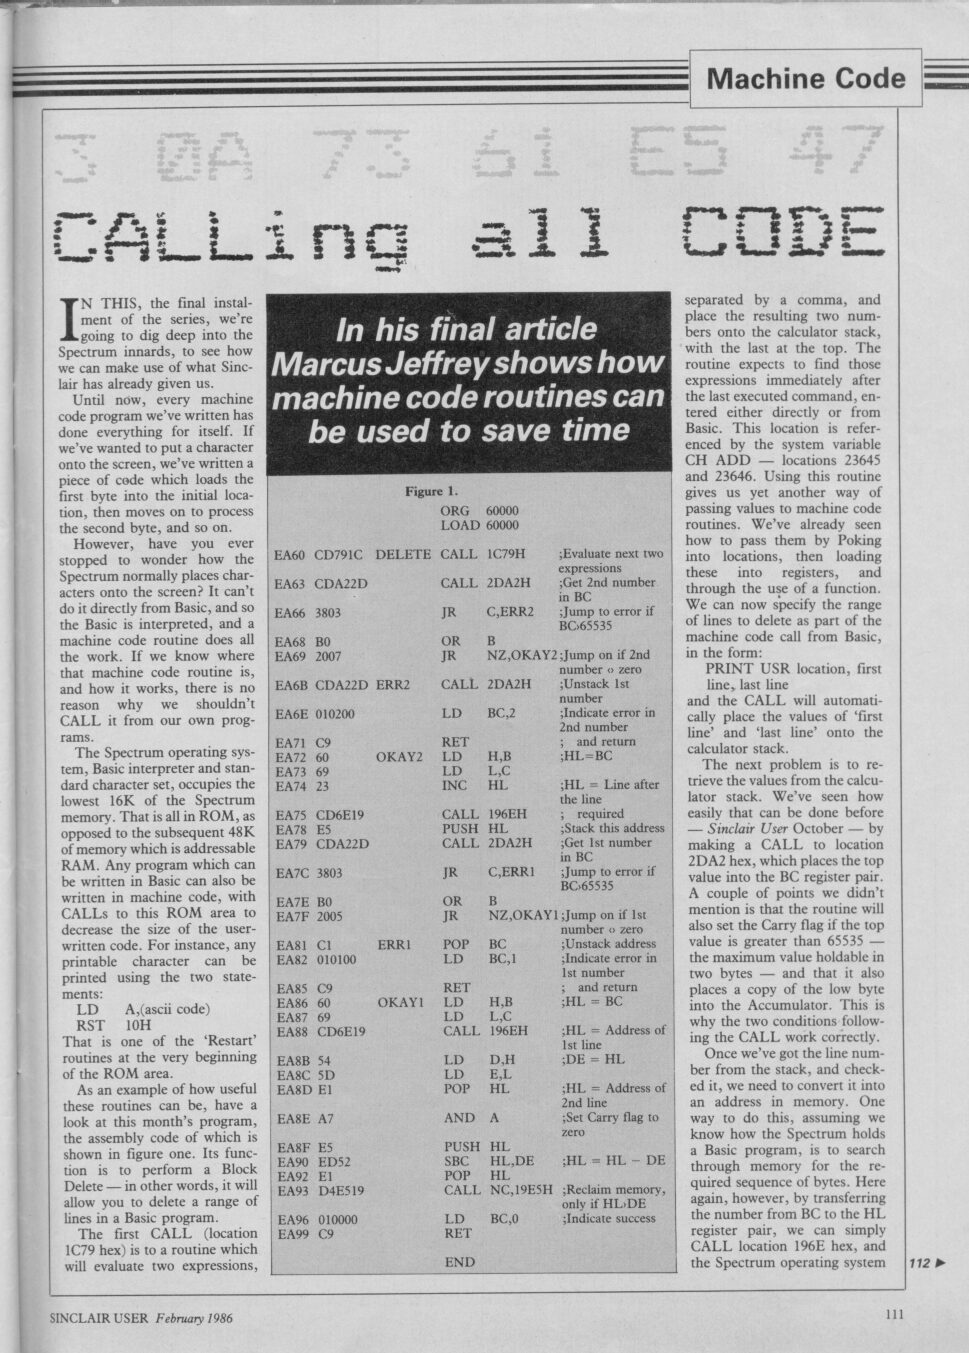 Machine Code
3 0A 73 61 E5 47
CALLing all CODE
IN THIS, the final instal-
ment of the series, we're
going to dig deep into the
Spectrum innards, to see how
we can make use of what Sinc-
lair has already given us.
Until now, every machine
code program we've written has
done everything for itself. If
we've wanted to put a character
onto the screen, we've written a
piece of code which loads the
first byte into the initial loca-
tion, then moves on to process
the second byte, and so on.
However, have you ever
stopped to wonder how the
Spectrum normally places char-
acters onto the screen? It can't
do it directly from Basic, and so
the Basic is interpreted, and a
machine code routine does all
the work. If we know where
that machine code routine is,
and how it works, there is no
reason why we shouldn't
CALL it from our own prog-
rams.
The Spectrum operating sys-
tem, Basic interpreter and stan-
dard character set, occupies the
lowest 16K of the Spectrum
memory. That is all in ROM, as
opposed to the subsequent 48K
of memory which is addressable
RAM. Any program which can
be written in Basic can also be
written in machine code, with
CALLs to this ROM area to
decrease the size of the user-
written code. For instance, any
printable character can be
printed using the two state-
ments:
LD A,(ascii code)
RST 10H
That is one of the 'Restart'
routines at the very beginning
of the ROM area.
As an example of how useful
these routines can be, have a
look at this month's program,
the assembly code of which is
shown in figure one. Its func-
tion is to perform a Block
Delete — in other words, it will
allow you to delete a range of
lines in a Basic program.
The first CALL (location
1C79 hex) is to a routine which
will evaluate two expressions,
In his final article
Marcus Jeffrey shows how
machine code routines can
be used to save time
Figure 1.
ORG 60000
LOAD 60000
EA60 CD791C DELETE CALL 1C79H ;Evaluate next two
expressions
EA63 CDA22D CALL 2DA2H ;Get 2nd number
in BC
EA66 3803 JR C,ERR2 ;Jump to error if
BC›65535
EA68 B0 OR B
EA69 2007 JR NZ,OKAY2 ;Jump on if 2nd
number ‹› zero
EA6B CDA22D ERR2 CALL 2DA2H ;Unstack 1st
number
EA6E 010200 LD BC,2 ;Indicate error in
2nd number
EA71 C9 RET ; and return
EA72 60 OKAY2 LD H,B ;HL=BC
EA73 69 LD L,C
EA74 23 INC HL ;HL = Line after
the line
EA75 CD6E19 CALL 196EH ; required
EA78 E5 PUSH HL ;Stack this address
EA79 CDA22D CALL 2DA2H ;Get 1st number
in BC
EA7C 3803 JR C,ERR1 ;Jump to error if
BC›65535
EA7E B0 OR B
EA7F 2005 JR NZ,OKAY1 ;Jump on if 1st
number ‹› zero
EA81 C1 ERR1 POP BC ;Unstack address
EA82 010100 LD BC,1 ;Indicate error in
1st number
EA85 C9 RET ; and return
EA86 60 OKAY1 LD H,B ;HL = BC
EA87 69 LD L,C
EA88 CD6E19 CALL 196EH ;HL = Address of
1st line
EA8B 54 LD D,H ;DE = HL
EA8C 5D LD E,L
EA8D E1 POP HL ;HL = Address of
2nd line
EA8E A7 AND A ;Set Carry flag to
zero
EA8F E5 PUSH HL
EA90 ED52 SBC HL,DE ;HL = HL − DE
EA92 E1 POP HL
EA93 D4E519 CALL NC,19E5H ;Reclaim memory,
only if HL›DE
EA96 010000 LD BC,0 ;Indicate success
EA99 C9 RET
END
separated by a comma, and
place the resulting two num-
bers onto the calculator stack,
with the last at the top. The
routine expects to find those
expressions immediately after
the last executed command, en-
tered either directly or from
Basic. This location is refer-
enced by the system variable
CH ADD — locations 23645
and 23646. Using this routine
gives us yet another way of
passing values to machine code
routines. We've already seen
how to pass them by Poking
into locations, then loading
these into registers, and
through the use of a function.
We can now specify the range
of lines to delete as part of the
machine code call from Basic,
in the form:
PRINT USR location, first
line, last line
and the CALL will automati-
cally place the values of 'first
line' and 'last line' onto the
calculator stack.
The next problem is to re-
trieve the values from the calcu-
lator stack. We've seen how
easily that can be done before
— Sinclair User October — by
making a CALL to location
2DA2 hex, which places the top
value into the BC register pair.
A couple of points we didn't
mention is that the routine will
also set the Carry flag if the top
value is greater than 65535 —
the maximum value holdable in
two bytes — and that it also
places a copy of the low byte
into the Accumulator. This is
why the two conditions follow-
ing the CALL work correctly.
Once we've got the line num-
ber from the stack, and check-
ed it, we need to convert it into
an address in memory. One
way to do this, assuming we
know how the Spectrum holds
a Basic program, is to search
through memory for the re-
quired sequence of bytes. Here
again, however, by transferring
the number from BC to the HL
register pair, we can simply
CALL location 196E hex, and
the Spectrum operating system
112 ▶
SINCLAIR USER February 1986
111